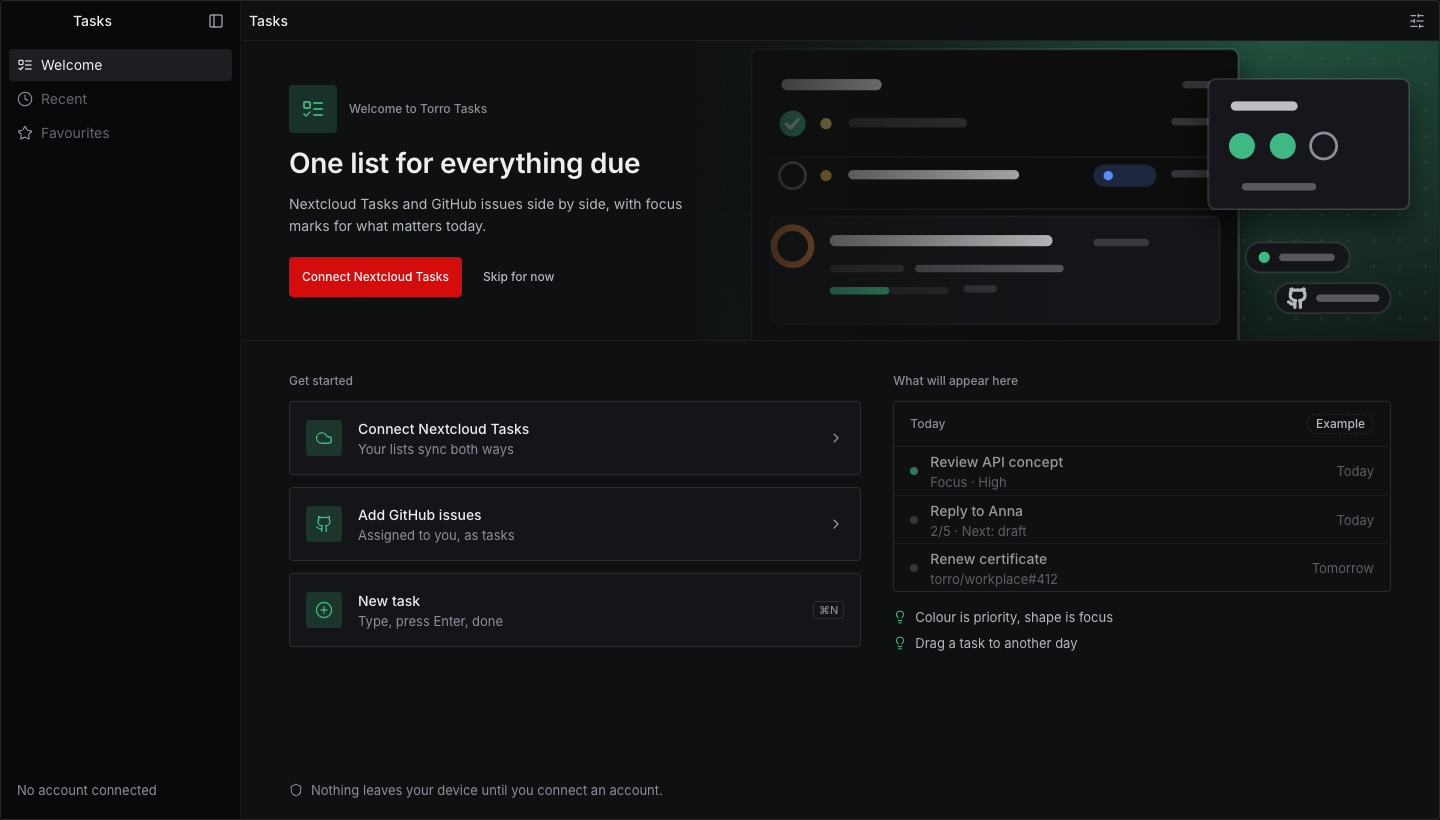 Tasks
Tasks
Welcome
Recent
Favourites
Welcome to Torro Tasks
One list for everything due
Nextcloud Tasks and GitHub issues side by side, with focus
marks for what matters today.
Connect Nextcloud Tasks
Skip for now
Get started
Connect Nextcloud Tasks
Your lists sync both ways
Add GitHub issues
Assigned to you, as tasks
New task
Type, press Enter, done
⌘N
What will appear here
Today
Example
Review API concept
Focus · High
Today
Reply to Anna
2/5 · Next: draft
Today
Renew certificate
torro/workplace#412
Tomorrow
Colour is priority, shape is focus
Drag a task to another day
No account connected
Nothing leaves your device until you connect an account.